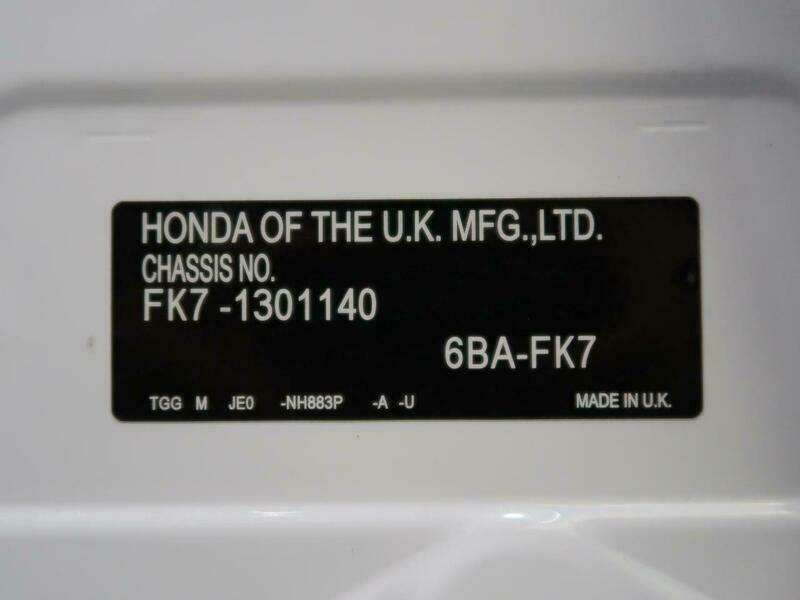 HONDA OF THE U.K. MFG.,LTD.
CHASSIS NO.
FK7 -1301140
6BA-FK7
TGG M JE0 -NH883P -A -U MADE IN U.K.